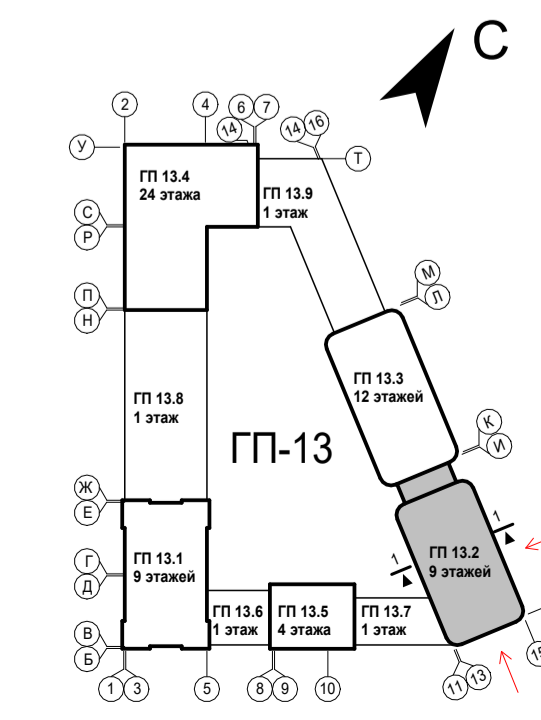 С
2
4
6
7
14
14
16
У
Т
ГП 13.4
24 этажа
ГП 13.9
1 этаж
С
Р
М
Л
П
Н
ГП 13.3
12 этажей
ГП 13.8
1 этаж
К
И
ГП-13
Ж
Е
1
1
ГП 13.2
9 этажей
ГП 13.1
9 этажей
Г
Д
ГП 13.6
1 этаж
ГП 13.5
4 этажа
ГП 13.7
1 этаж
В
Б
15
1
3
5
8
9
10
11
13